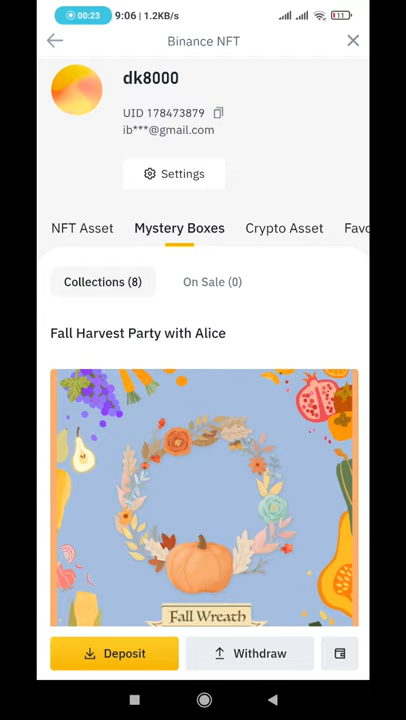 00:23 9:06 | 1.2KB/s 11
Binance NFT
dk8000
UID 178473879
ib***@gmail.com
Settings
NFT Asset Mystery Boxes Crypto Asset Favo
Collections (8) On Sale (0)
Fall Harvest Party with Alice
Fall Wreath
Deposit Withdraw